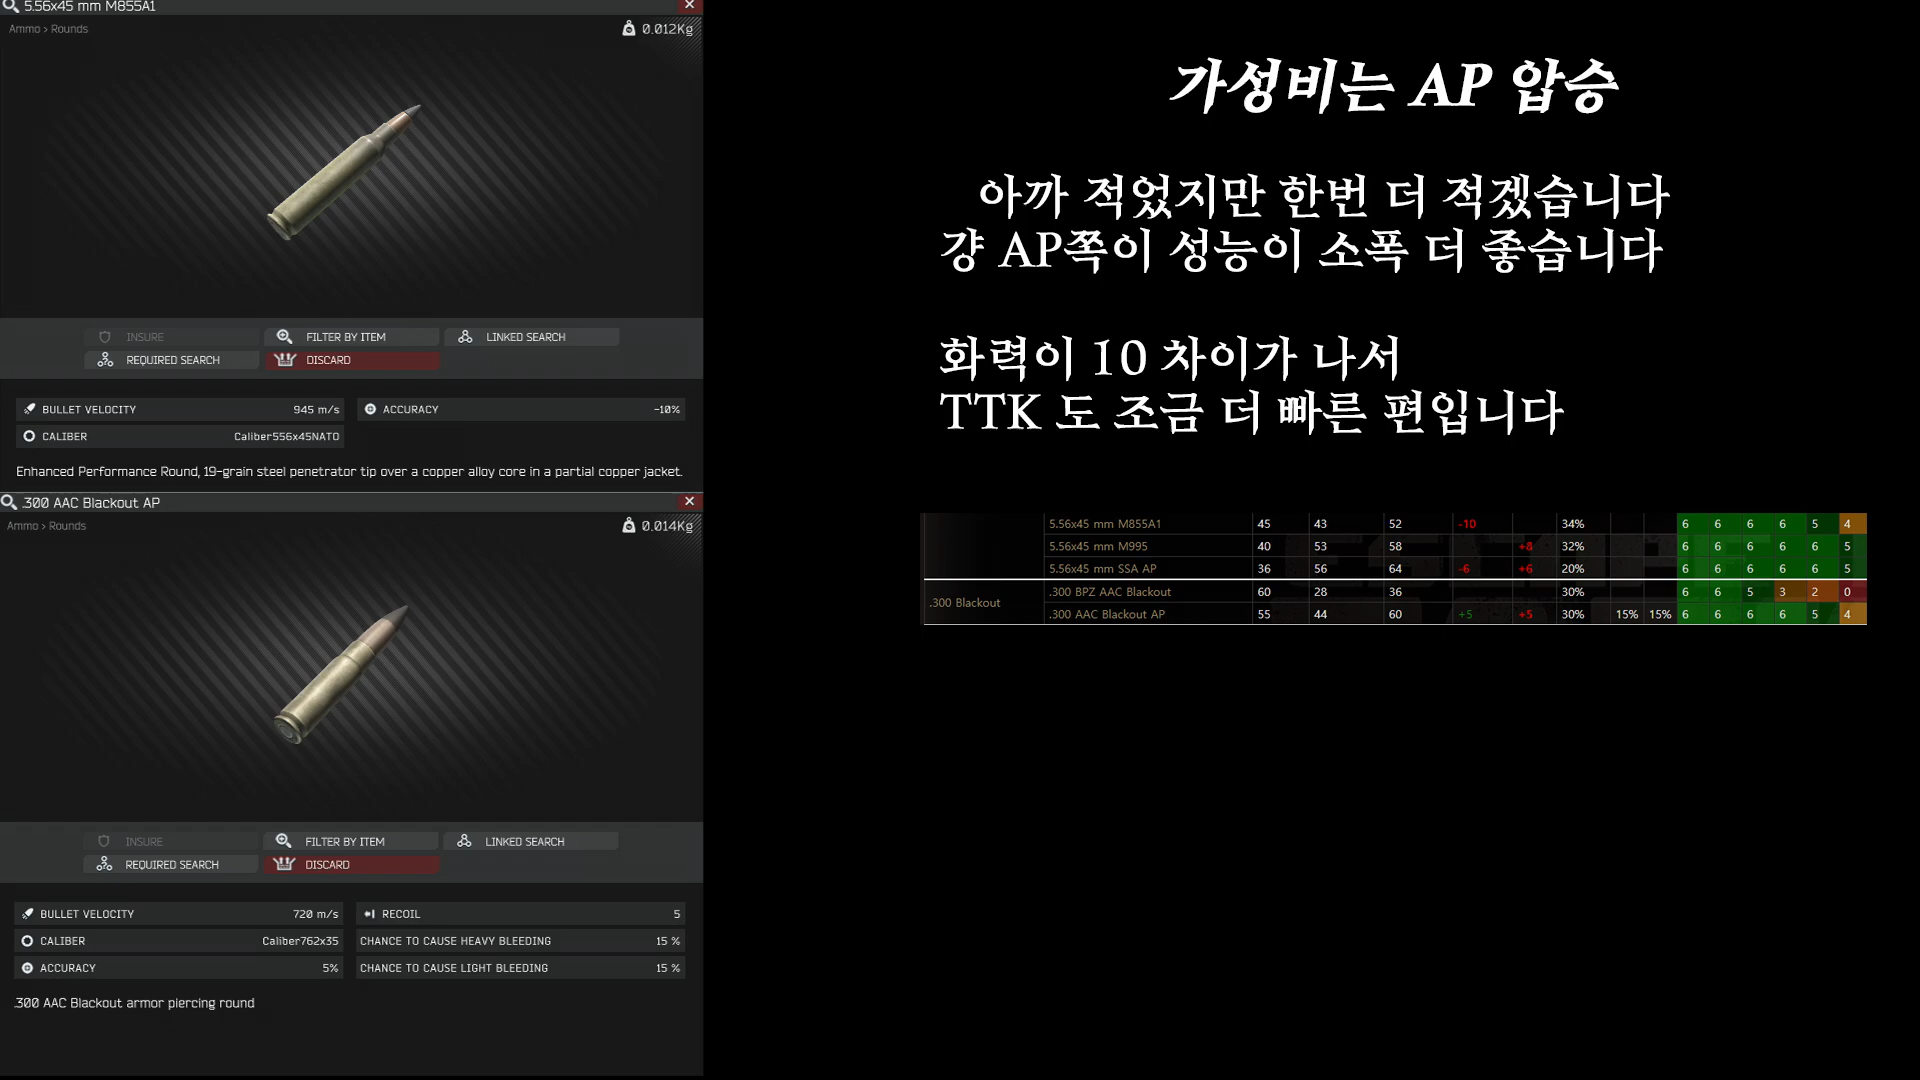 5.56x45 mm M855A1
Ammo > Rounds
0.012Kg
INSURE
FILTER BY ITEM
LINKED SEARCH
REQUIRED SEARCH
DISCARD
BULLET VELOCITY 945 m/s
ACCURACY -10%
CALIBER Caliber556x45NATO
Enhanced Performance Round, 19-grain steel penetrator tip over a copper alloy core in a partial copper jacket.
.300 AAC Blackout AP
Ammo > Rounds
0.014Kg
INSURE
FILTER BY ITEM
LINKED SEARCH
REQUIRED SEARCH
DISCARD
BULLET VELOCITY 720 m/s
RECOIL 5
CALIBER Caliber762x35
CHANCE TO CAUSE HEAVY BLEEDING 15 %
ACCURACY 5%
CHANCE TO CAUSE LIGHT BLEEDING 15 %
.300 AAC Blackout armor piercing round
가성비는 AP 압승
아까 적었지만 한번 더 적겠습니다
걍 AP쪽이 성능이 소폭 더 좋습니다
화력이 10 차이가 나서
TTK 도 조금 더 빠른 편입니다
5.56x45 mm M855A1 45 43 52 -10 34% 6 6 6 6 5 4
5.56x45 mm M995 40 53 58 +8 32% 6 6 6 6 6 5
5.56x45 mm SSA AP 36 56 64 -6 +6 20% 6 6 6 6 6 5
.300 Blackout
.300 BPZ AAC Blackout 60 28 36 30% 6 6 5 3 2 0
.300 AAC Blackout AP 55 44 60 +5 +5 30% 15% 15% 6 6 6 6 5 4